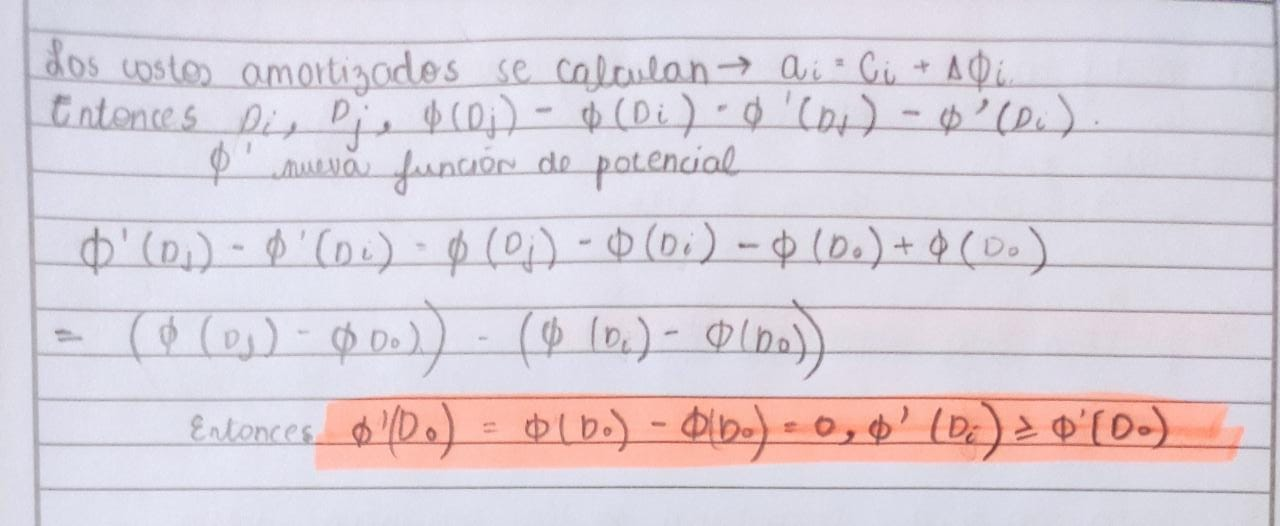 Los costos amortizados se calculan → ai = Ci + ΔΦi.
Entonces Di, Dj, Φ(Dj) - Φ(Di) = Φ'(Dj) - Φ'(Di).
Φ' nueva función de potencial
Φ'(Dj) - Φ'(Di) = Φ(Dj) - Φ(Di) - Φ(D0) + Φ(D0)
= (Φ(Dj) - ΦD0)) - (Φ(Di) - Φ(D0))
Entonces Φ'(D0) = Φ(D0) - Φ(D0) = 0, Φ'(Di) ≥ Φ'(D0)